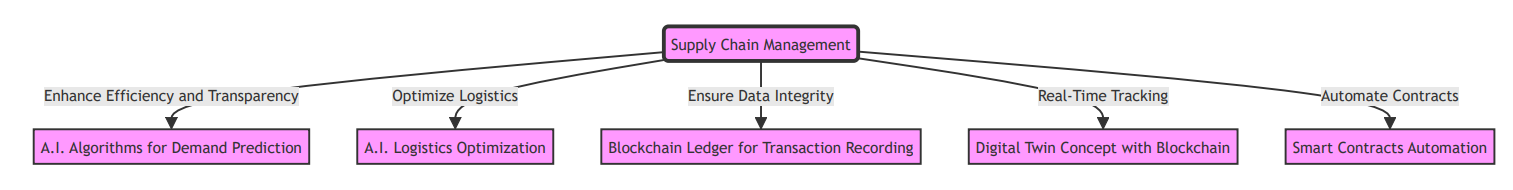 Supply Chain Management
Enhance Efficiency and Transparency
Optimize Logistics
Ensure Data Integrity
Real-Time Tracking
Automate Contracts
A.I. Algorithms for Demand Prediction
A.I. Logistics Optimization
Blockchain Ledger for Transaction Recording
Digital Twin Concept with Blockchain
Smart Contracts Automation